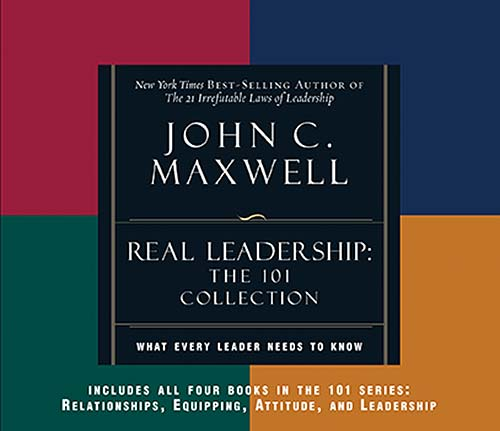 New York Times BEST-SELLING AUTHOR OF
The 21 Irrefutable Laws of Leadership
JOHN C.
MAXWELL
REAL LEADERSHIP:
THE 101
COLLECTION
WHAT EVERY LEADER NEEDS TO KNOW
INCLUDES ALL FOUR BOOKS IN THE 101 SERIES:
RELATIONSHIPS, EQUIPPING, ATTITUDE, AND LEADERSHIP